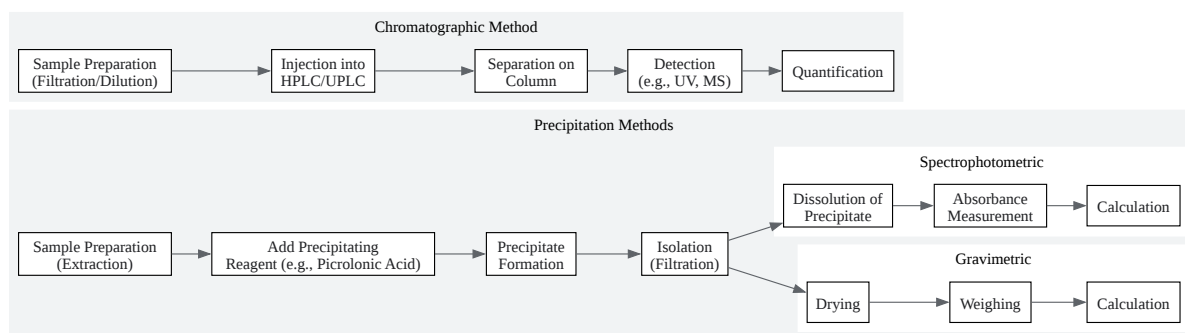 Chromatographic Method
Sample Preparation
(Filtration/Dilution)
Injection into
HPLC/UPLC
Separation on
Column
Detection
(e.g., UV, MS)
Quantification
Precipitation Methods
Sample Preparation
(Extraction)
Add Precipitating
Reagent (e.g., Picrolonic Acid)
Precipitate
Formation
Isolation
(Filtration)
Spectrophotometric
Dissolution of
Precipitate
Absorbance
Measurement
Calculation
Gravimetric
Drying
Weighing
Calculation